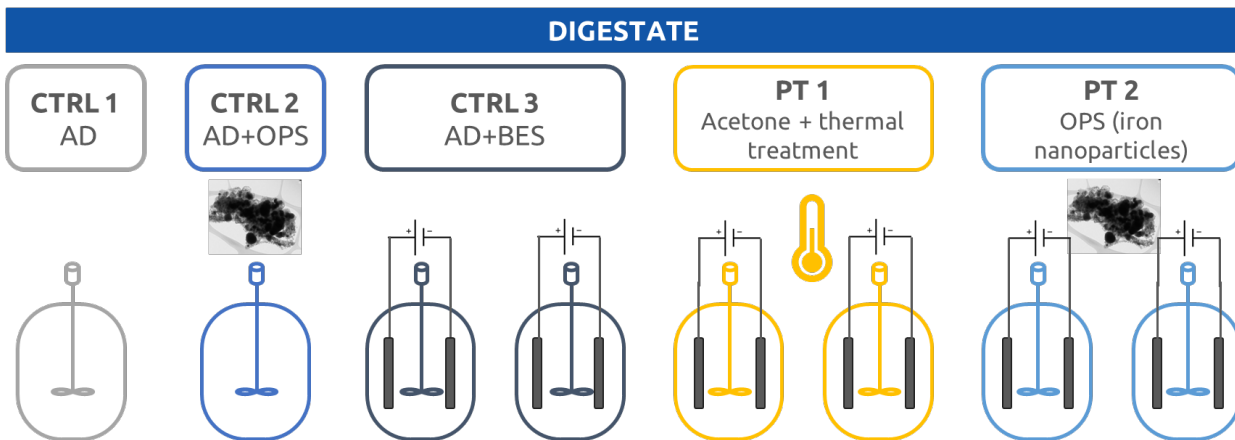 DIGESTATE
CTRL 1
AD
CTRL 2
AD+OPS
CTRL 3
AD+BES
PT 1
Acetone + thermal
treatment
PT 2
OPS (iron
nanoparticles)
+ −
+ −
+ −
+ −
+ −
+ −